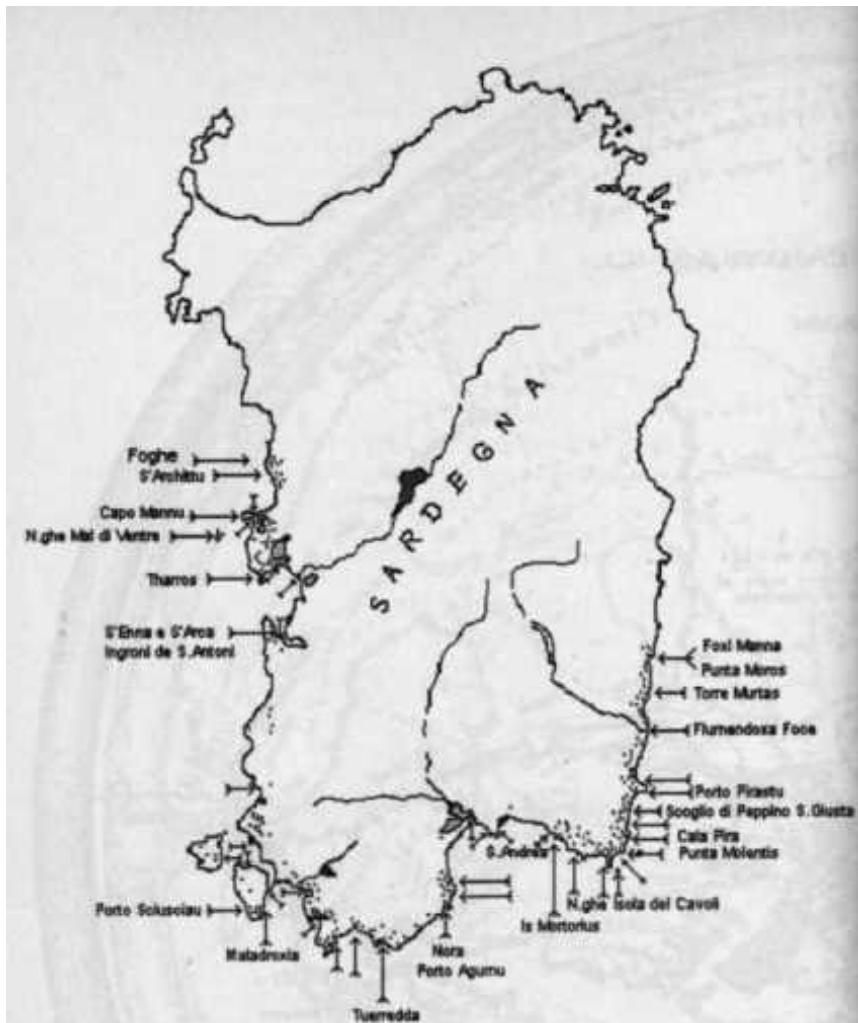 SARDEGNA
Foghe
S'Archittu
Capo Mannu
N.ghe Mal di Ventre
Tharros
S'Enna e S'Arca
Ingroni de S.Antoni
Porto Sciusciau
Maladroxia
Tuerredda
Nora
Porto Agumu
Is Mortorius
N.ghe Isola dei Cavoli
S.Andrea
Foxi Manna
Punta Moros
Torre Murtas
Flumendosa Foce
Porto Pirastu
Scoglio di Peppino S.Giusta
Cala Pira
Punta Molentis